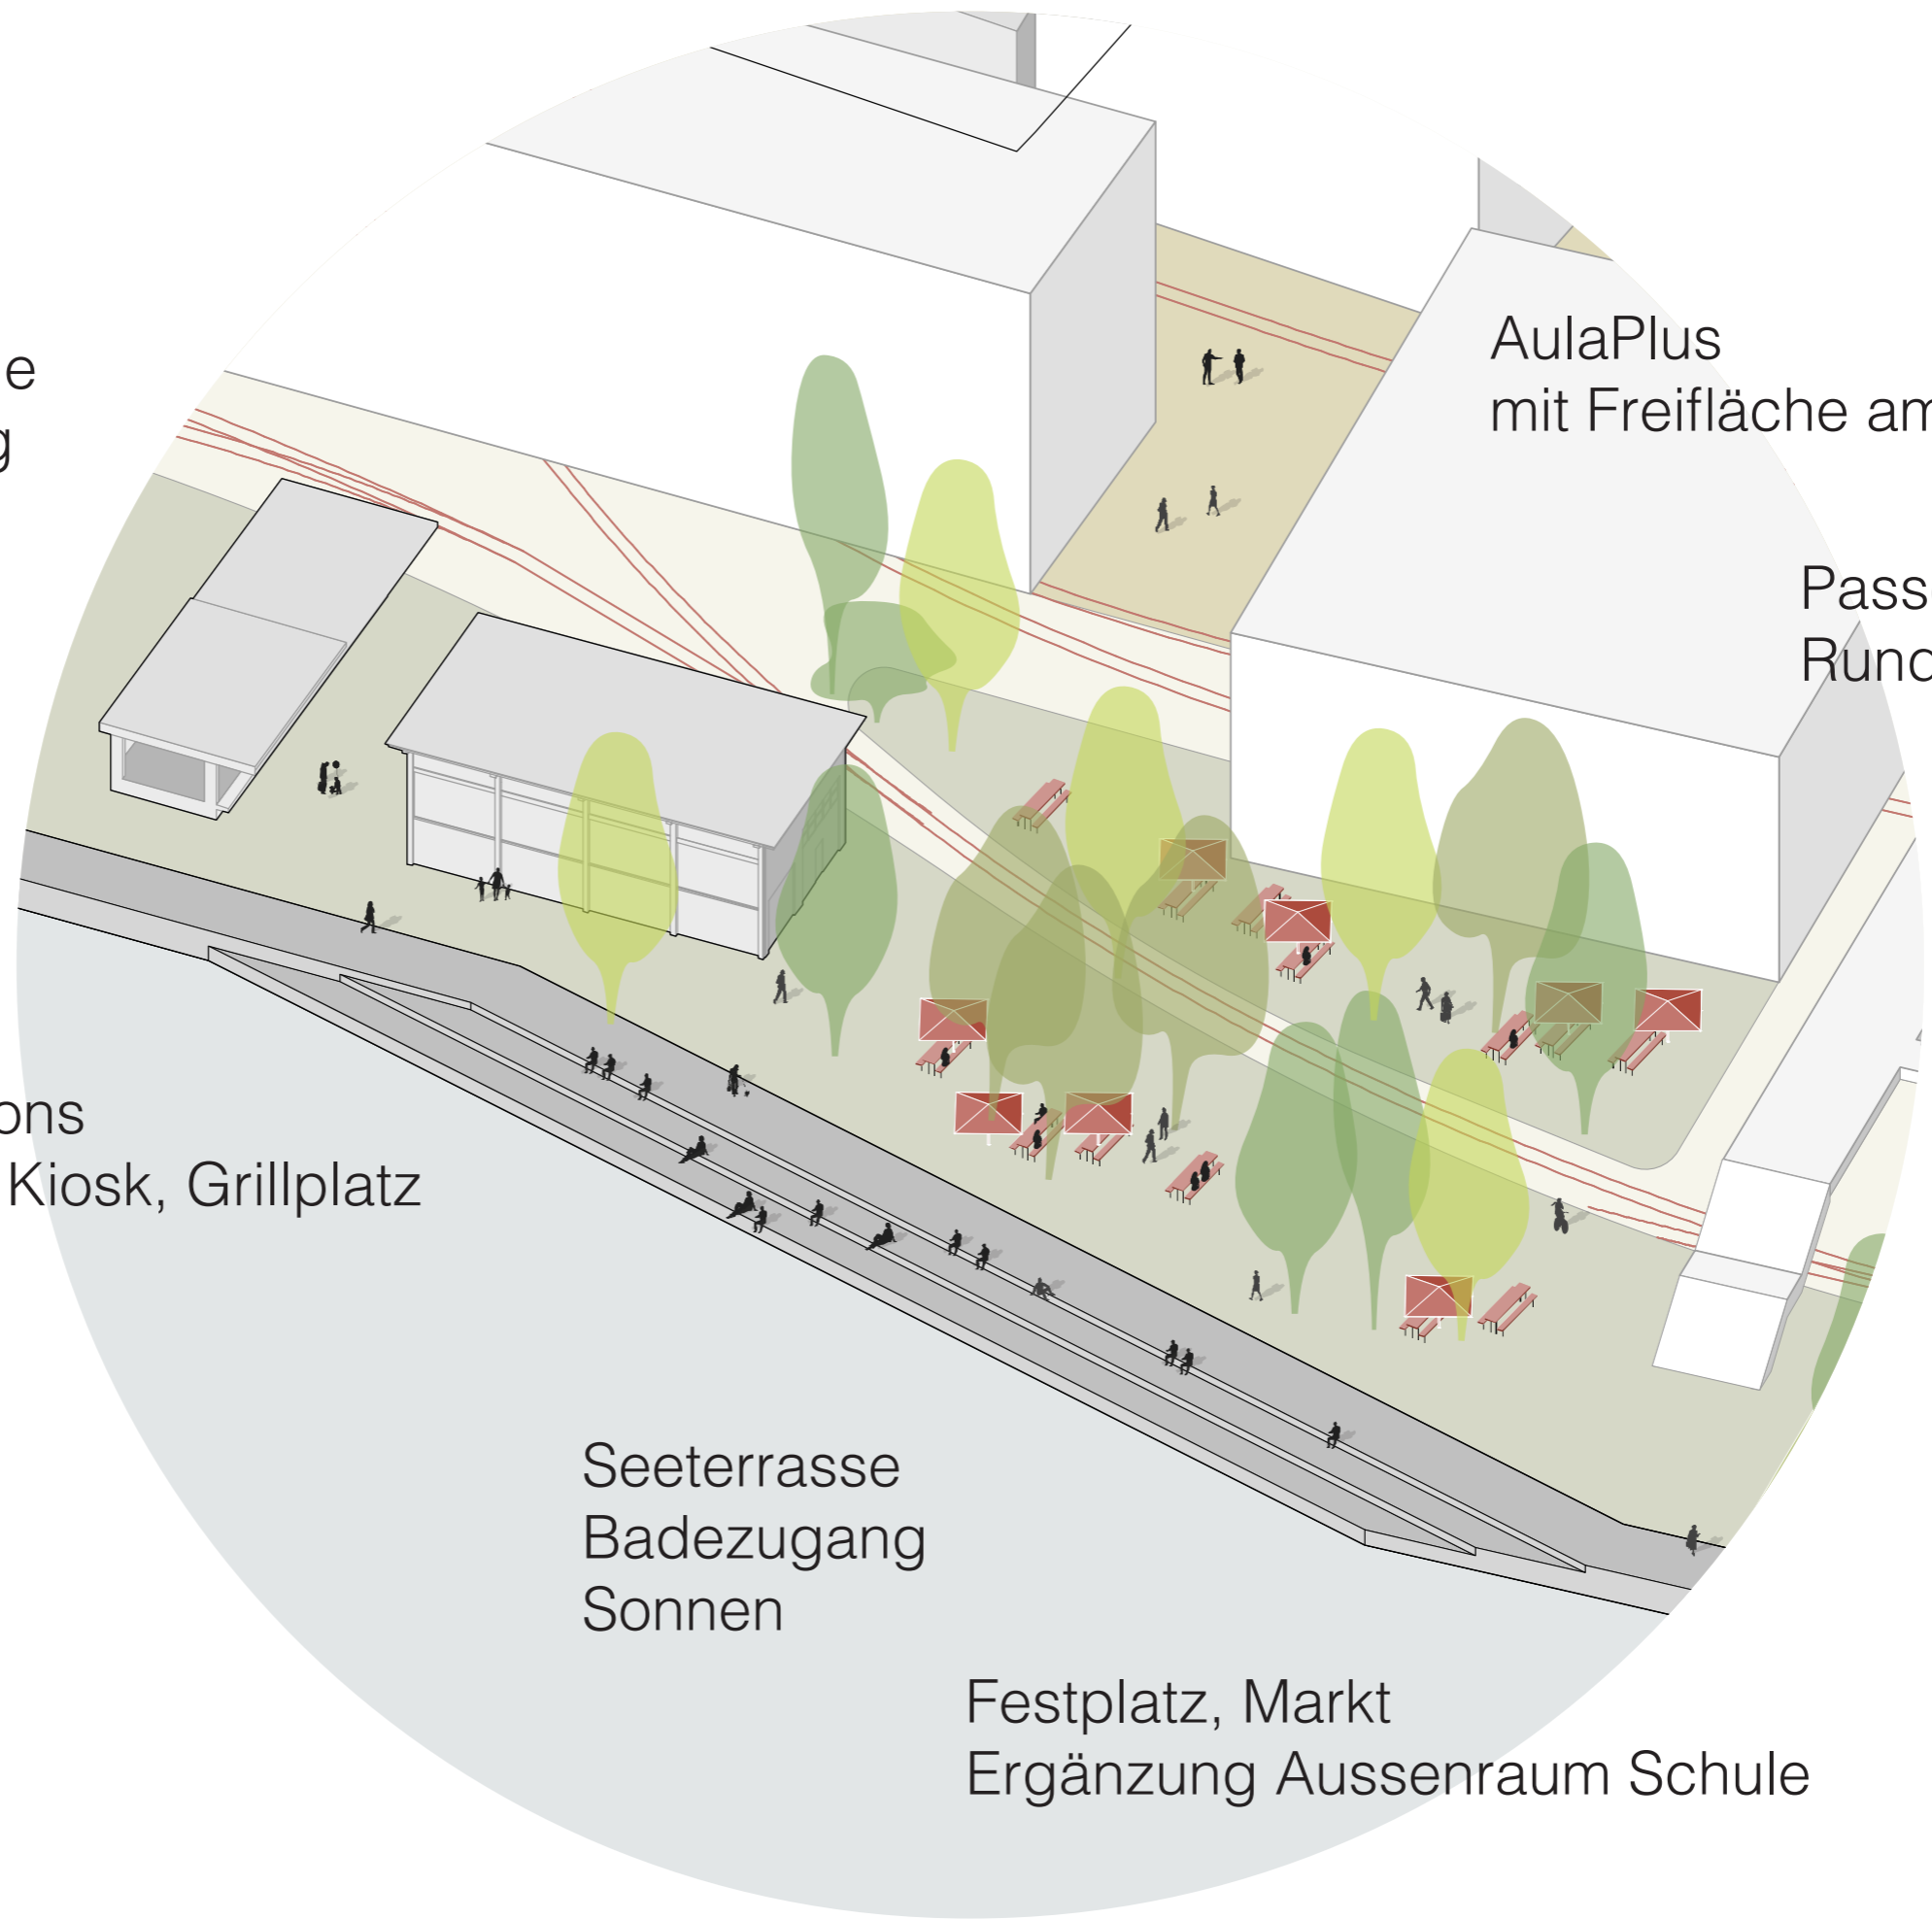 AulaPlus
mit Freifläche am
e
g
Pass
Rund
ons
Kiosk, Grillplatz
Seeterrasse
Badezugang
Sonnen
Festplatz, Markt
Ergänzung Aussenraum Schule